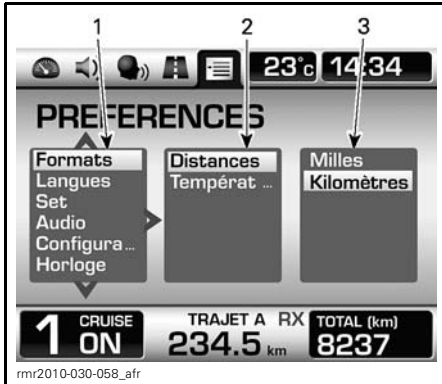 1 2 3
23°c 14:34
PREFERENCES
Formats
Langues
Set
Audio
Configura...
Horloge
Distances
Températ ...
Milles
Kilomètres
1 CRUISE ON
TRAJET A RX
234.5 km
TOTAL (km)
8237
rmr2010-030-058_afr